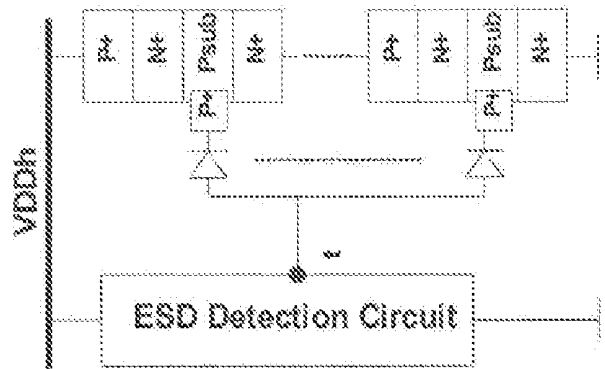 P+ N+ Psub N+ P+ N+ Psub N+
P+ P+
VDDh
t
ESD Detection Circuit